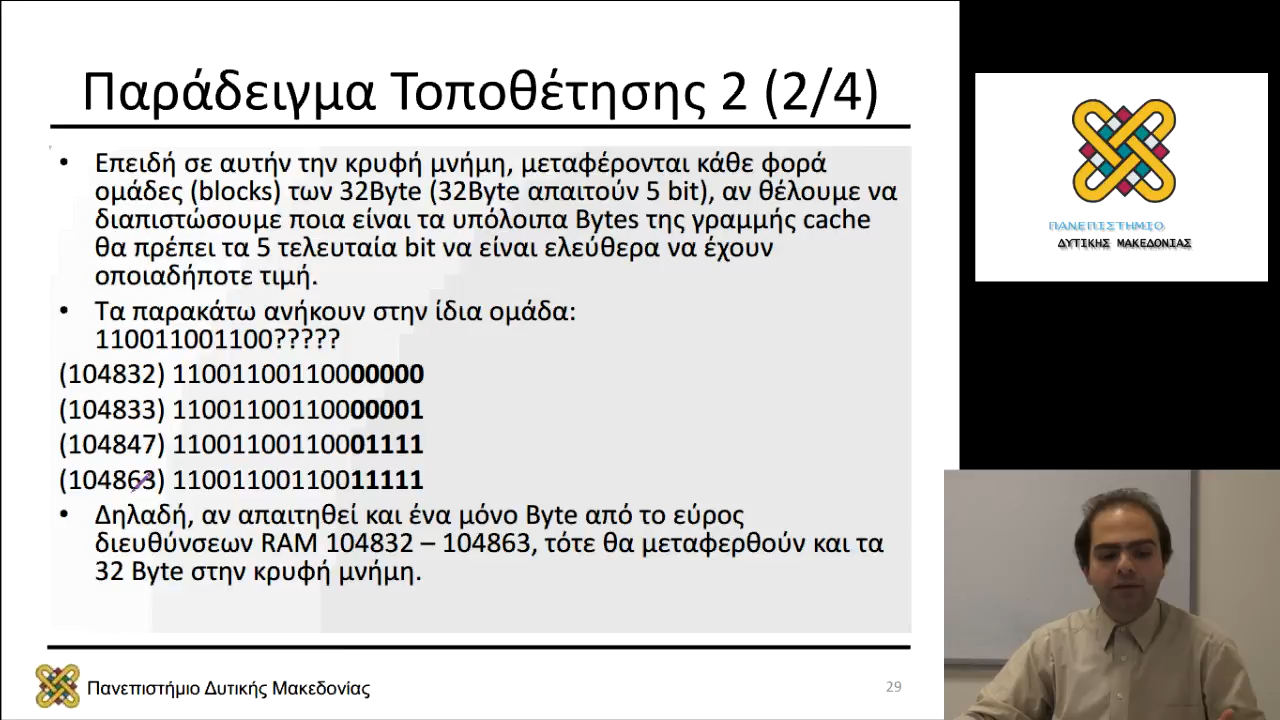 Παράδειγμα Τοποθέτησης 2 (2/4)
• Επειδή σε αυτήν την κρυφή μνήμη, μεταφέρονται κάθε φορά
ομάδες (blocks) των 32Byte (32Byte απαιτούν 5 bit), αν θέλουμε να
διαπιστώσουμε ποια είναι τα υπόλοιπα Bytes της γραμμής cache
θα πρέπει τα 5 τελευταία bit να είναι ελεύθερα να έχουν
οποιαδήποτε τιμή.
• Τα παρακάτω ανήκουν στην ίδια ομάδα:
110011001100?????
(104832) 11001100110000000
(104833) 11001100110000001
(104847) 11001100110001111
(104863) 11001100110011111
• Δηλαδή, αν απαιτηθεί και ένα μόνο Byte από το εύρος
διευθύνσεων RAM 104832 – 104863, τότε θα μεταφερθούν και τα
32 Byte στην κρυφή μνήμη.
Πανεπιστήμιο Δυτικής Μακεδονίας
29
ΠΑΝΕΠΙΣΤΗΜΙΟ
ΔΥΤΙΚΗΣ ΜΑΚΕΔΟΝΙΑΣ